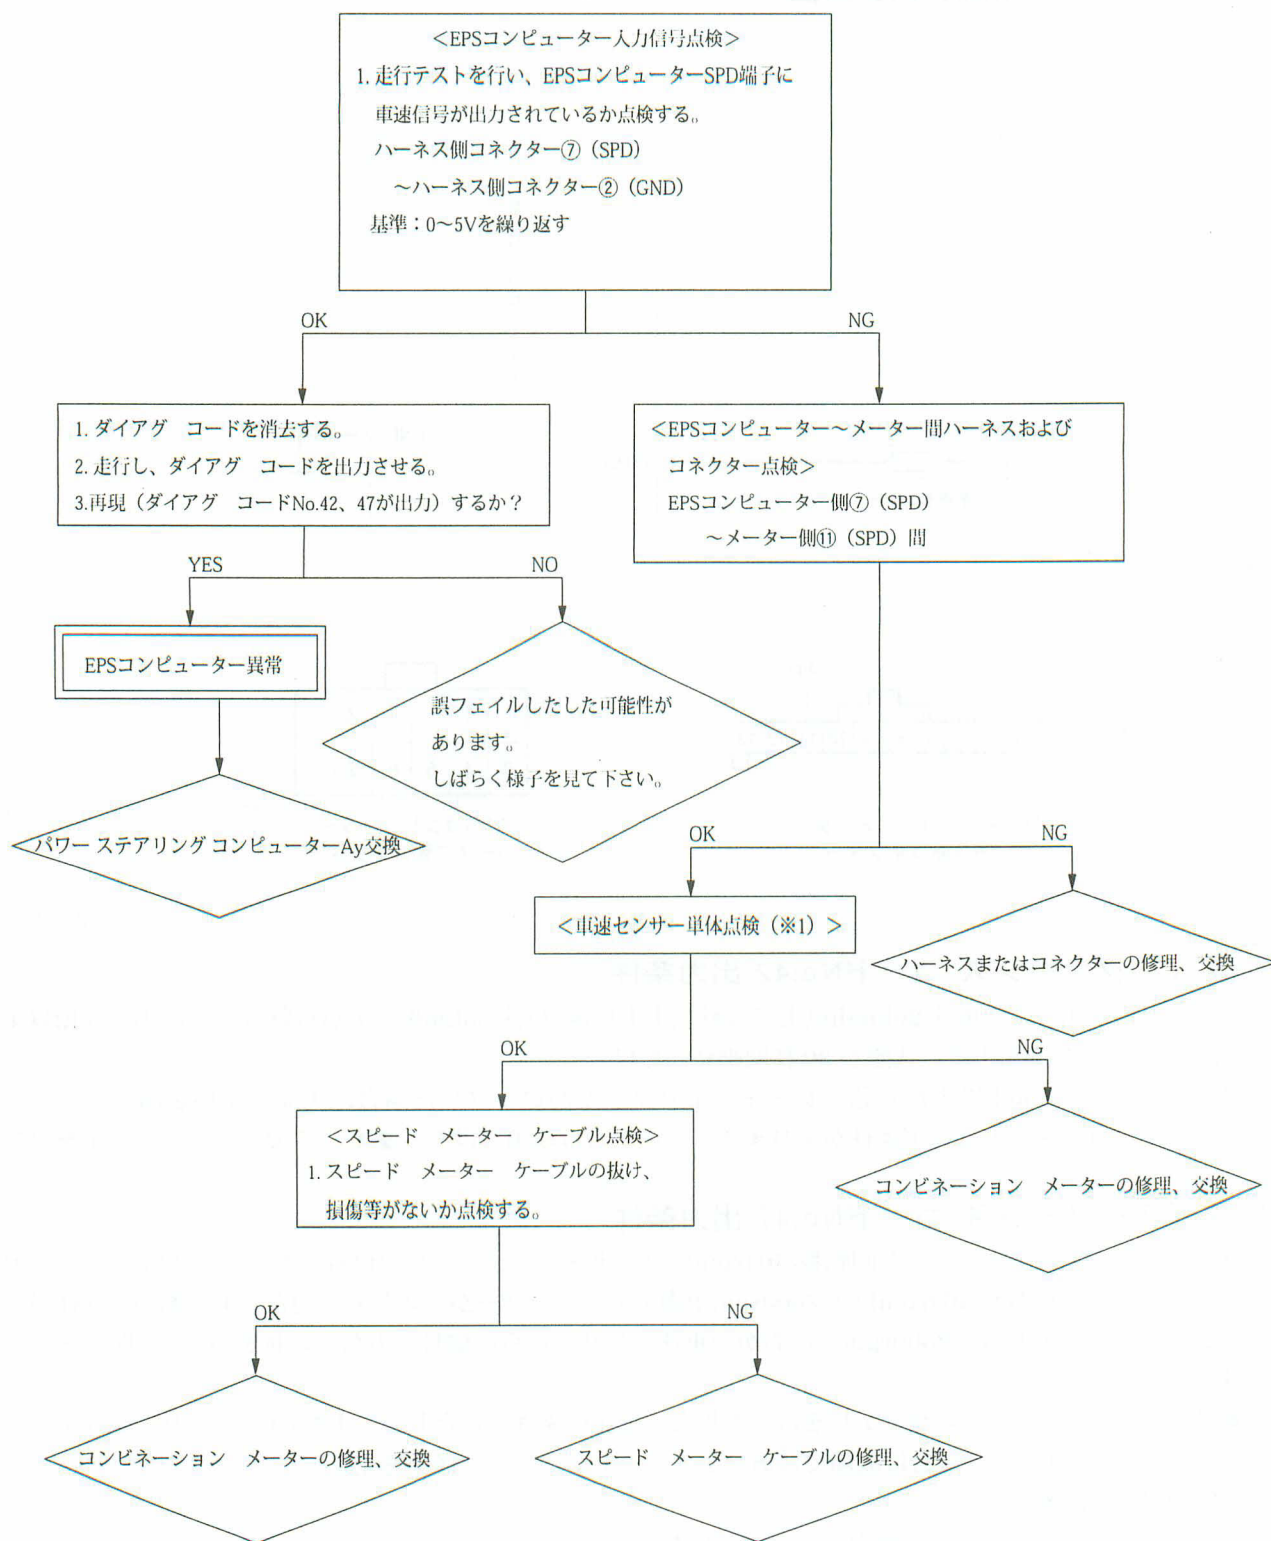 <EPSコンピューター入力信号点検>
1. 走行テストを行い、EPSコンピューターSPD端子に
車速信号が出力されているか点検する。
ハーネス側コネクター⑦（SPD）
～ハーネス側コネクター②（GND）
基準：0～5Vを繰り返す
OK
NG
1. ダイアグ　コードを消去する。
2. 走行し、ダイアグ　コードを出力させる。
3.再現（ダイアグ　コードNo.42、47が出力）するか？
<EPSコンピューター～メーター間ハーネスおよび
コネクター点検>
EPSコンピューター側⑦（SPD）
～メーター側⑪（SPD）間
YES
NO
EPSコンピューター異常
誤フェイルしたした可能性が
あります。
しばらく様子を見て下さい。
パワー ステアリング コンピューターAy交換
OK
NG
<車速センサー単体点検（※1）>
ハーネスまたはコネクターの修理、交換
OK
NG
<スピード　メーター　ケーブル点検>
1. スピード　メーター　ケーブルの抜け、
損傷等がないか点検する。
コンビネーション　メーターの修理、交換
OK
NG
コンビネーション　メーターの修理、交換
スピード　メーター　ケーブルの修理、交換